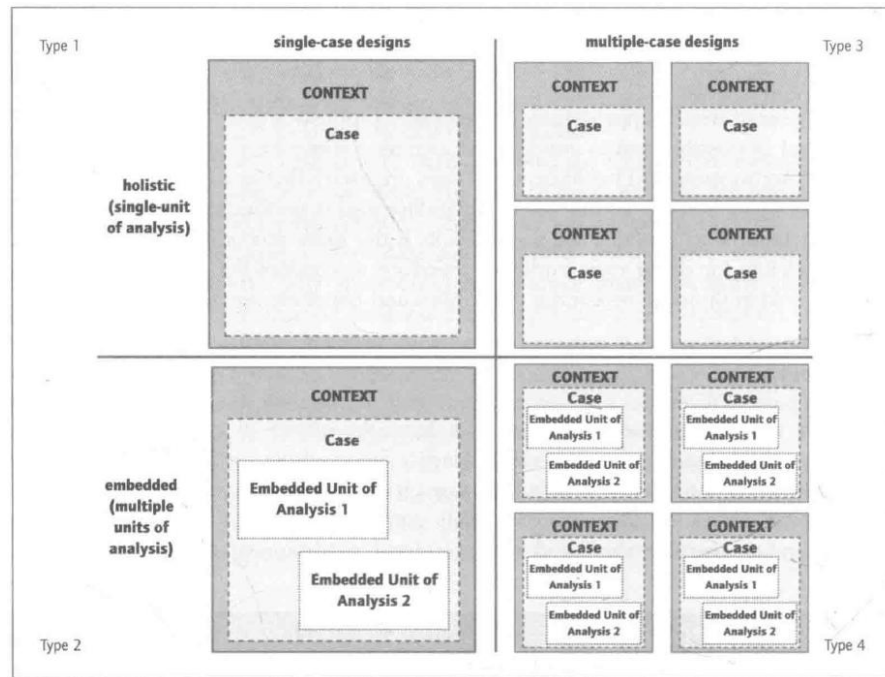 Type 1
single-case designs
multiple-case designs
Type 3
CONTEXT
Case
holistic
(single-unit
of analysis)
CONTEXT
Case
CONTEXT
Case
CONTEXT
Case
CONTEXT
Case
CONTEXT
Case
Embedded Unit of
Analysis 1
Embedded Unit of
Analysis 2
embedded
(multiple
units of
analysis)
CONTEXT
Case
Embedded Unit of
Analysis 1
Embedded Unit of
Analysis 2
CONTEXT
Case
Embedded Unit of
Analysis 1
Embedded Unit of
Analysis 2
CONTEXT
Case
Embedded Unit of
Analysis 1
Embedded Unit of
Analysis 2
CONTEXT
Case
Embedded Unit of
Analysis 1
Embedded Unit of
Analysis 2
Type 2
Type 4